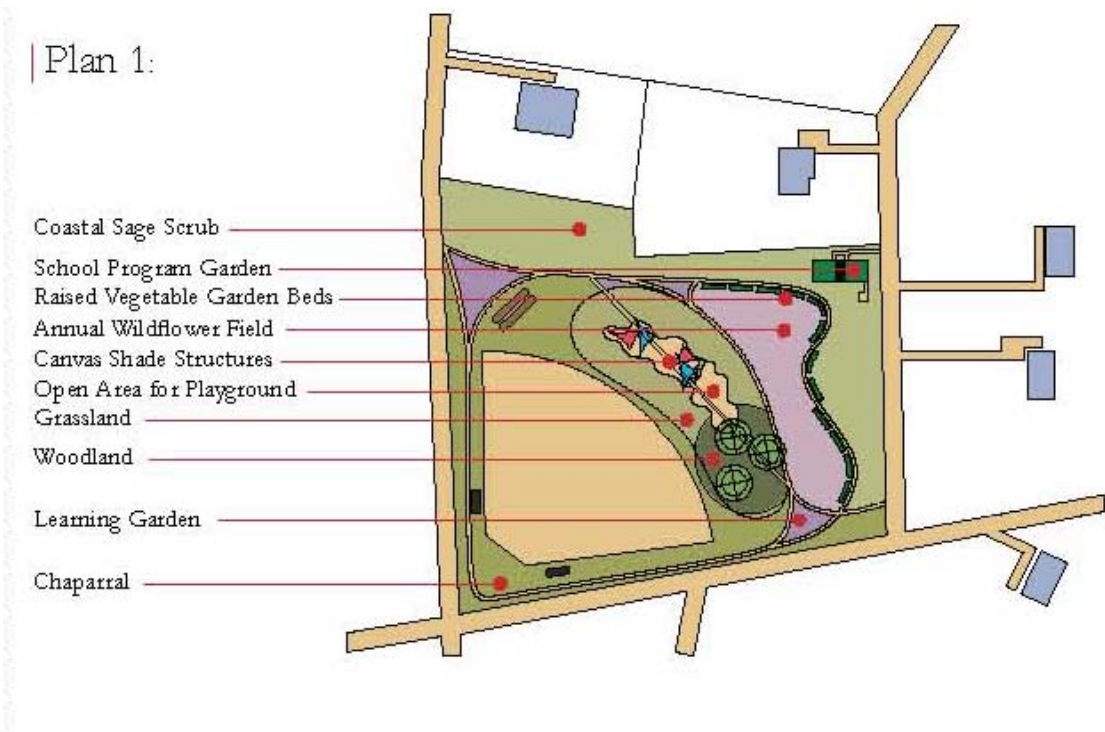 Plan 1:
Coastal Sage Scrub
School Program Garden
Raised Vegetable Garden Beds
Annual Wildflower Field
Canvas Shade Structures
Open Area for Playground
Grassland
Woodland
Learning Garden
Chaparral